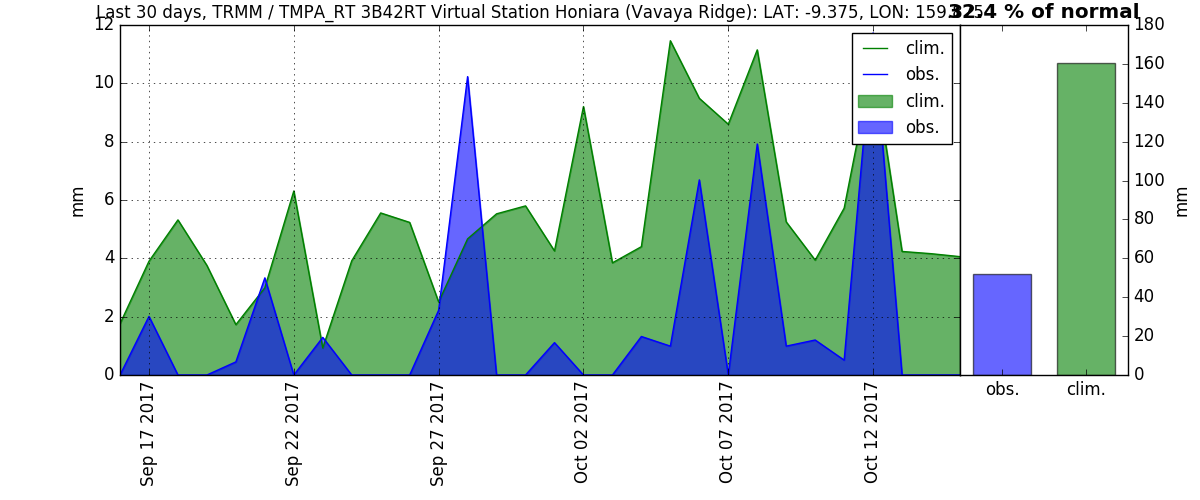 Last 30 days, TRMM / TMPA_RT 3B42RT Virtual Station Honiara (Vavaya Ridge): LAT: -9.375, LON:
32.4 % of normal
12
10
8
6
4
2
0
mm
clim.
obs.
clim.
obs.
Sep 17 2017
Sep 22 2017
Sep 27 2017
Oct 02 2017
Oct 07 2017
Oct 12 2017
180
160
140
120
100
80
60
40
20
0
mm
obs.
clim.